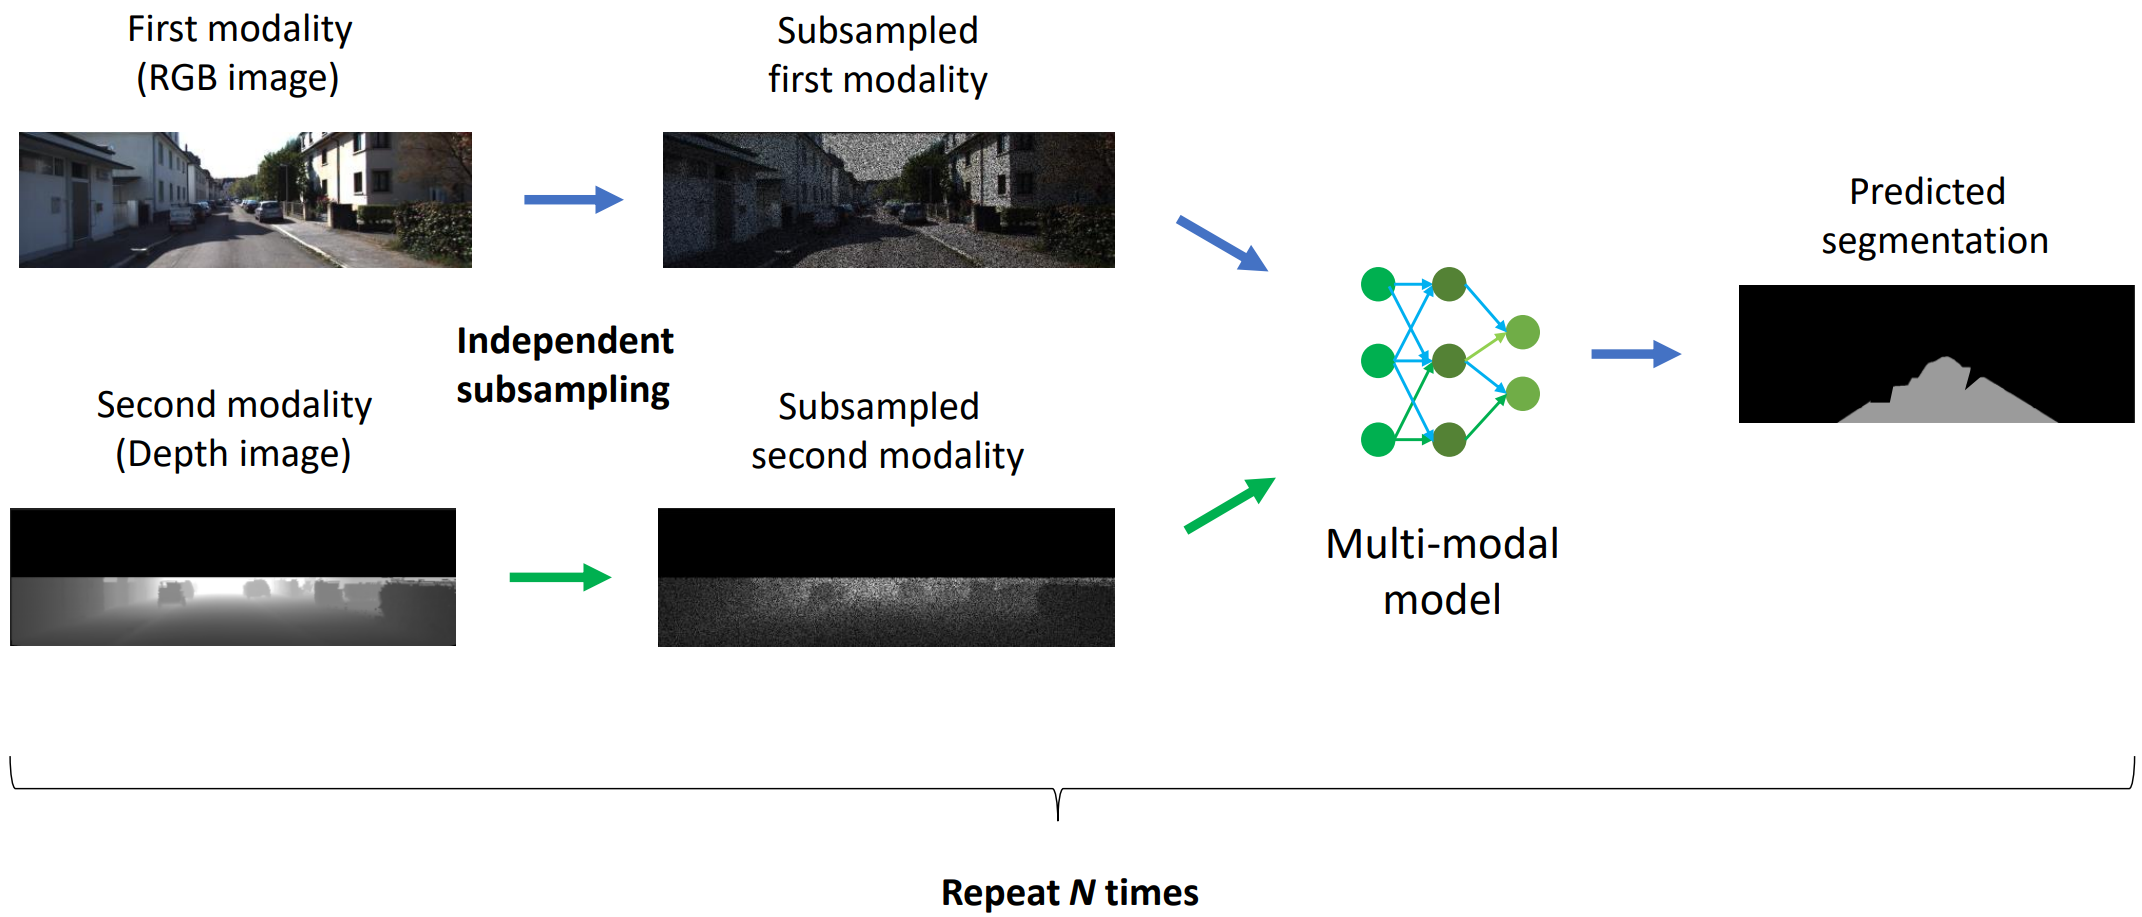 First modality
(RGB image)
Subsampled
first modality
Predicted
segmentation
Independent
subsampling
Second modality
(Depth image)
Subsampled
second modality
Multi-modal
model
Repeat N times